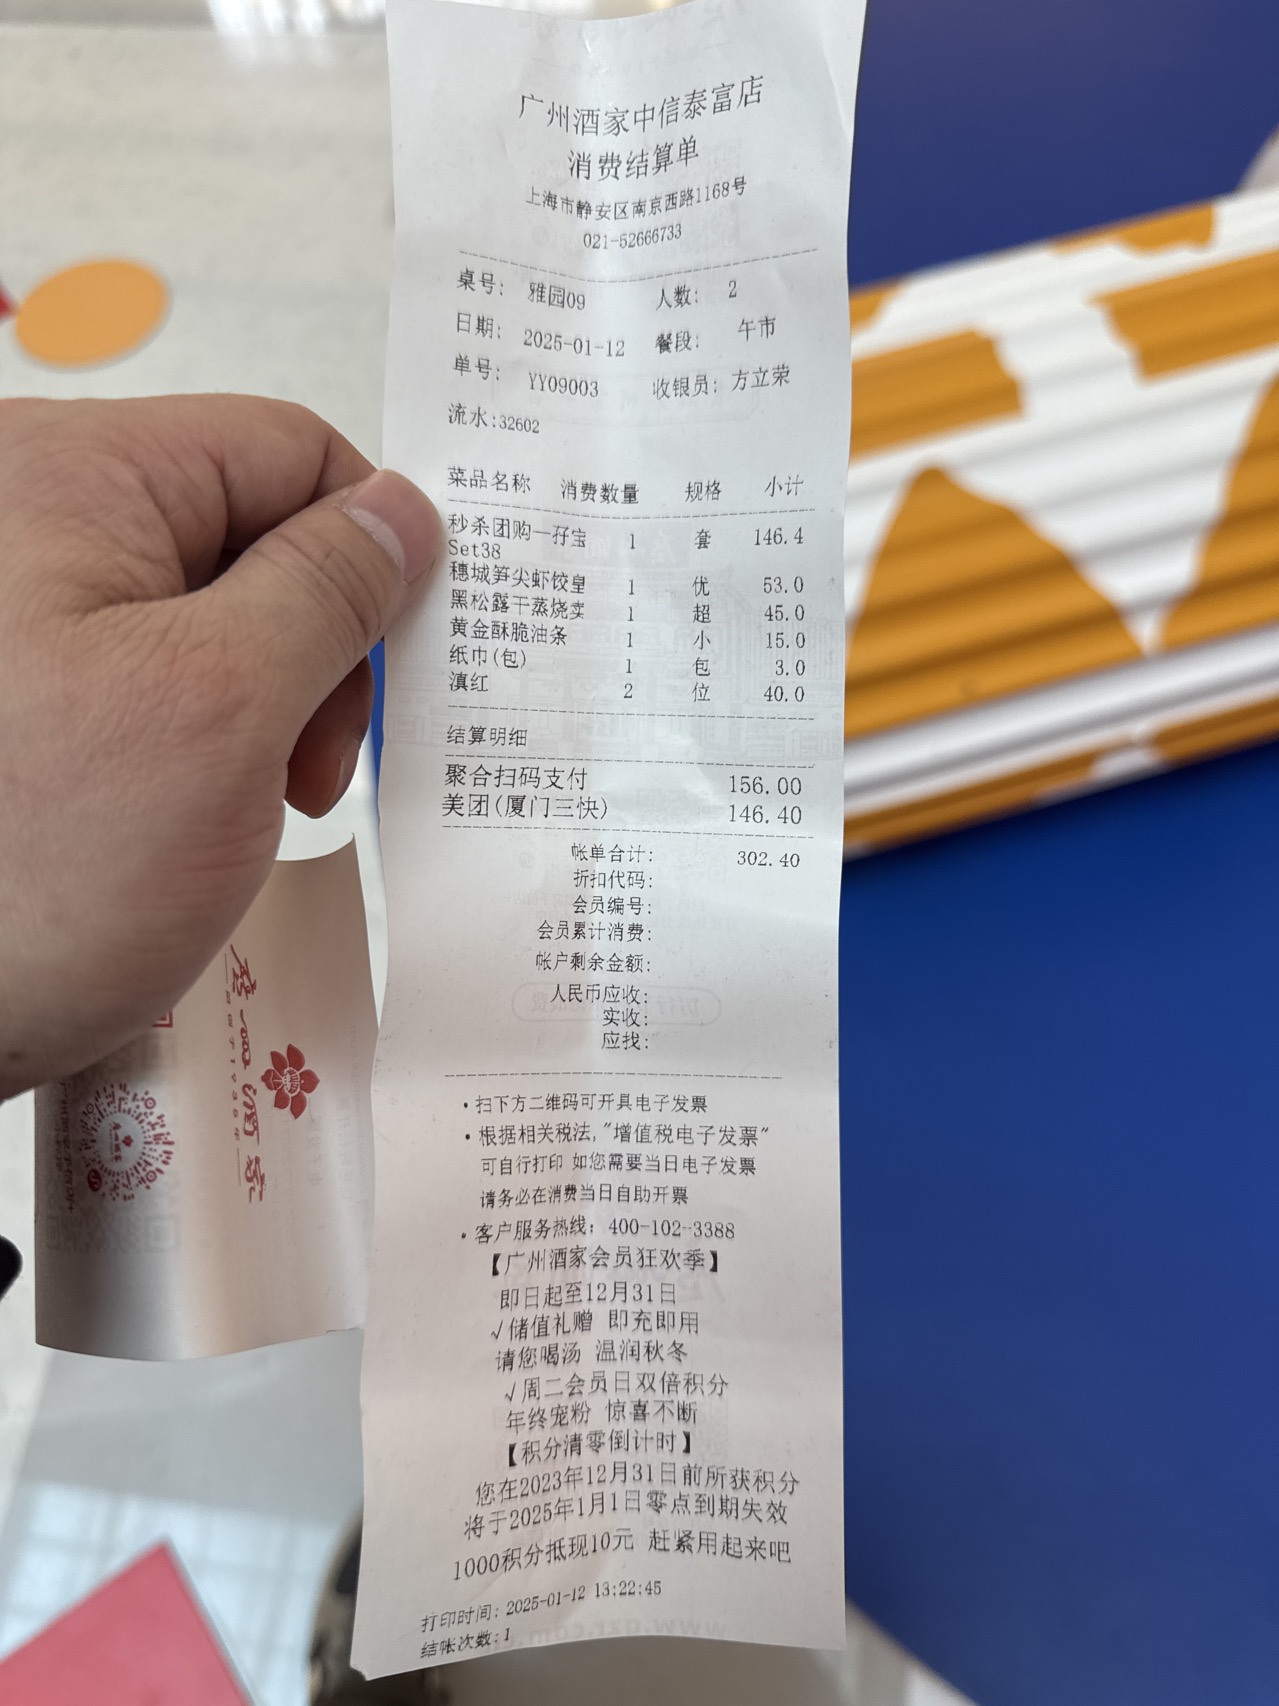 广州酒家中信泰富店
消费结算单
上海市静安区南京西路1168号
021-52666733
桌号: 雅园09 人数: 2
日期: 2025-01-12 餐段: 午市
单号: YY09003 收银员: 方立荣
流水:32602
菜品名称 消费数量 规格 小计
秒杀团购—孖宝 1 套 146.4
Set38
穗城笋尖虾饺皇 1 优 53.0
黑松露干蒸烧卖 1 超 45.0
黄金酥脆油条 1 小 15.0
纸巾(包) 1 包 3.0
滇红 2 位 40.0
结算明细
聚合扫码支付 156.00
美团(厦门三快) 146.40
帐单合计: 302.40
折扣代码:
会员编号:
会员累计消费:
帐户剩余金额:
人民币应收:
实收:
应找:
·扫下方二维码可开具电子发票
·根据相关税法,"增值税电子发票"
可自行打印 如您需要当日电子发票
请务必在消费当日自助开票
·客户服务热线: 400-102-3388
【广州酒家会员狂欢季】
即日起至12月31日
√储值礼赠 即充即用
请您喝汤 温润秋冬
√周二会员日双倍积分
年终宠粉 惊喜不断
【积分清零倒计时】
您在2023年12月31日前所获积分
将于2025年1月1日零点到期失效
1000积分抵现10元 赶紧用起来吧
打印时间: 2025-01-12 13:22:45
结帐次数:1
广州酒家